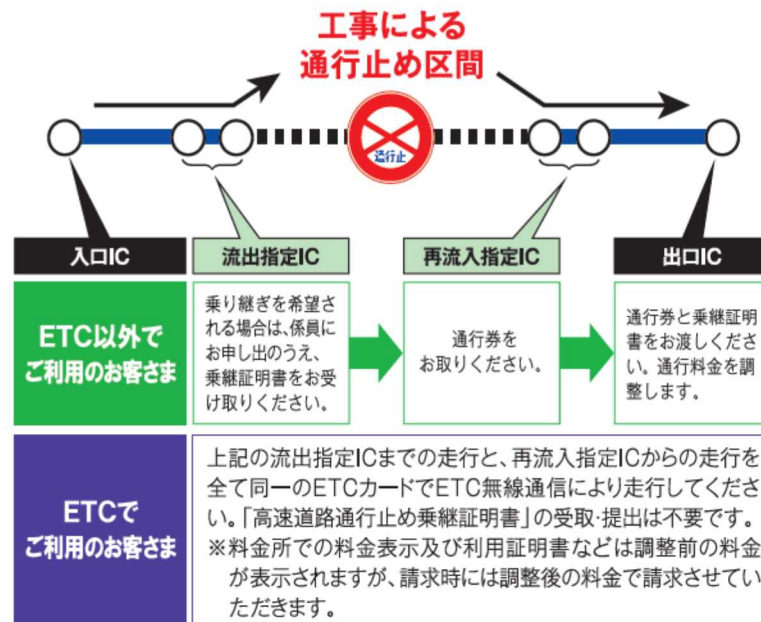 工事による
通行止め区間
通行止
入口IC
流出指定IC
再流入指定IC
出口IC
ETC以外で
ご利用のお客さま
乗り継ぎを希望さ
れる場合は、係員に
お申し出のうえ、
乗継証明書をお受
け取りください。
通行券を
お取りください。
通行券と乗継証明
書をお渡しくださ
い。通行料金を調
整します。
ETCで
ご利用のお客さま
上記の流出指定ICまでの走行と、再流入指定ICからの走行を
全て同一のETCカードでETC無線通信により走行してくださ
い。「高速道路通行止め乗継証明書」の受取・提出は不要です。
※料金所での料金表示及び利用証明書などは調整前の料金
が表示されますが、請求時には調整後の料金で請求させてい
ただきます。